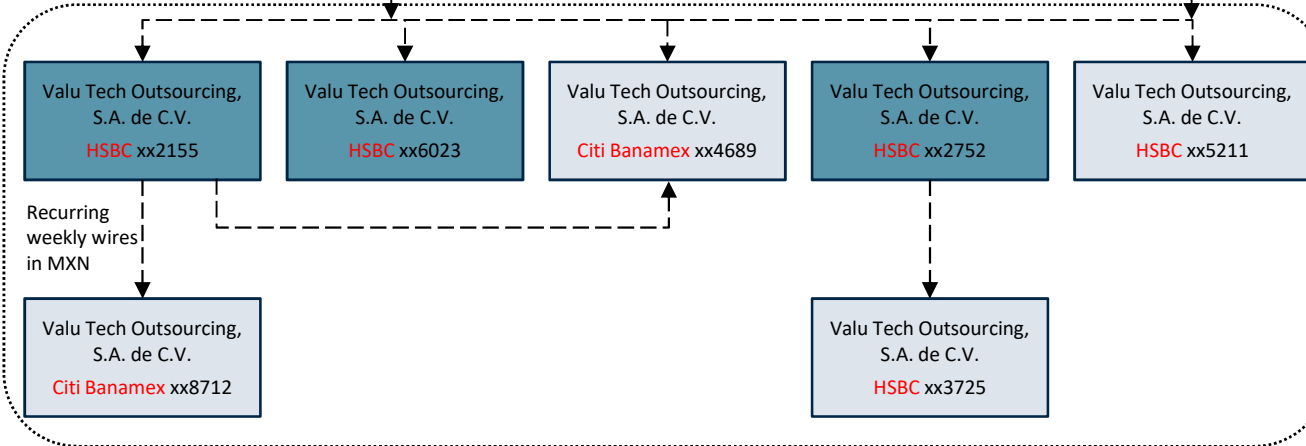 Valu Tech Outsourcing,
S.A. de C.V.
HSBC xx2155
Valu Tech Outsourcing,
S.A. de C.V.
HSBC xx6023
Valu Tech Outsourcing,
S.A. de C.V.
Citi Banamex xx4689
Valu Tech Outsourcing,
S.A. de C.V.
HSBC xx2752
Valu Tech Outsourcing,
S.A. de C.V.
HSBC xx5211
Recurring
weekly wires
in MXN
Valu Tech Outsourcing,
S.A. de C.V.
Citi Banamex xx8712
Valu Tech Outsourcing,
S.A. de C.V.
HSBC xx3725